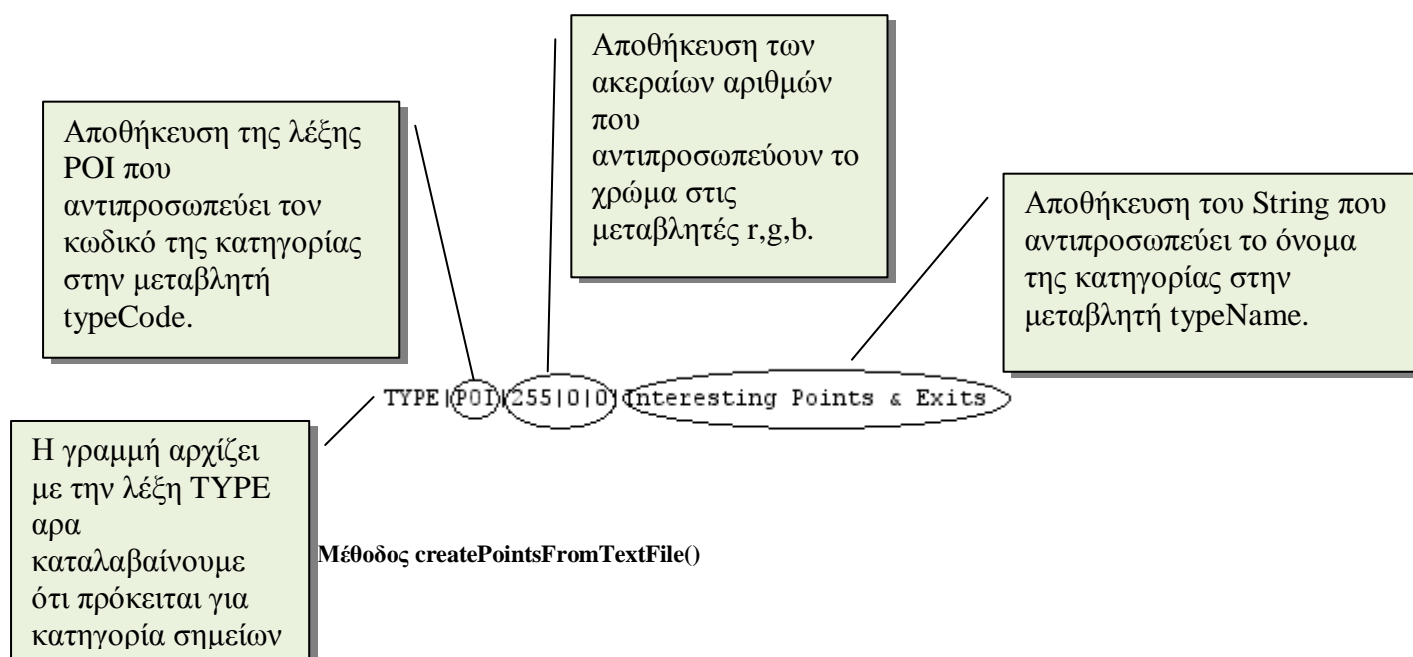 Αποθήκευση των
ακεραίων αριθμών
που
αντιπροσωπεύουν το
χρώμα στις
μεταβλητές r,g,b.
Αποθήκευση της λέξης
POI που
αντιπροσωπεύει τον
κωδικό της κατηγορίας
στην μεταβλητή
typeCode.
Αποθήκευση του String που
αντιπροσωπεύει το όνομα
της κατηγορίας στην
μεταβλητή typeName.
TYPE|POI|255|0|0|Interesting Points & Exits
Η γραμμή αρχίζει
με την λέξη TYPE
αρα
καταλαβαίνουμε
ότι πρόκειται για
κατηγορία σημείων
Μέθοδος createPointsFromTextFile()